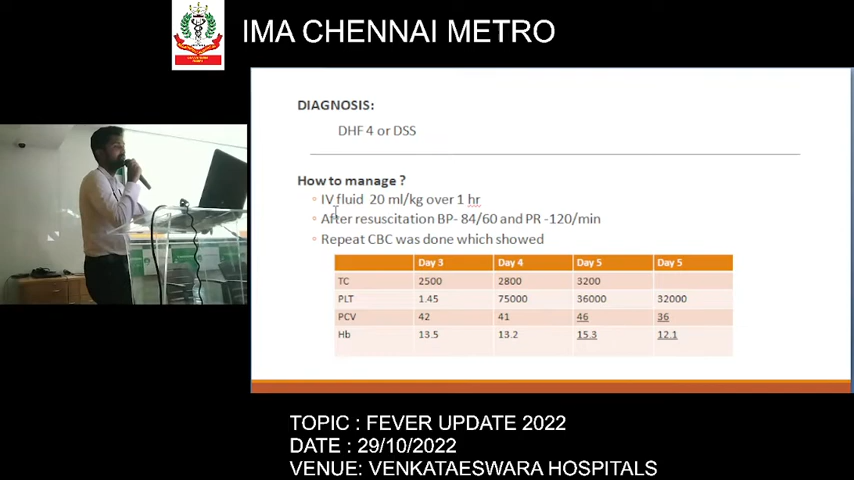 IMA CHENNAI METRO
DIAGNOSIS:
DHF 4 or DSS
How to manage ?
IV fluid 20 ml/kg over 1 hr
After resuscitation BP- 84/60 and PR -120/min
Repeat CBC was done which showed
Day 3 Day 4 Day 5 Day 5
TC 2500 2800 3200
PLT 1.45 75000 36000 32000
PCV 42 41 46 36
Hb 13.5 13.2 15.3 12.1
TOPIC : FEVER UPDATE 2022
DATE : 29/10/2022
VENUE: VENKATAESWARA HOSPITALS